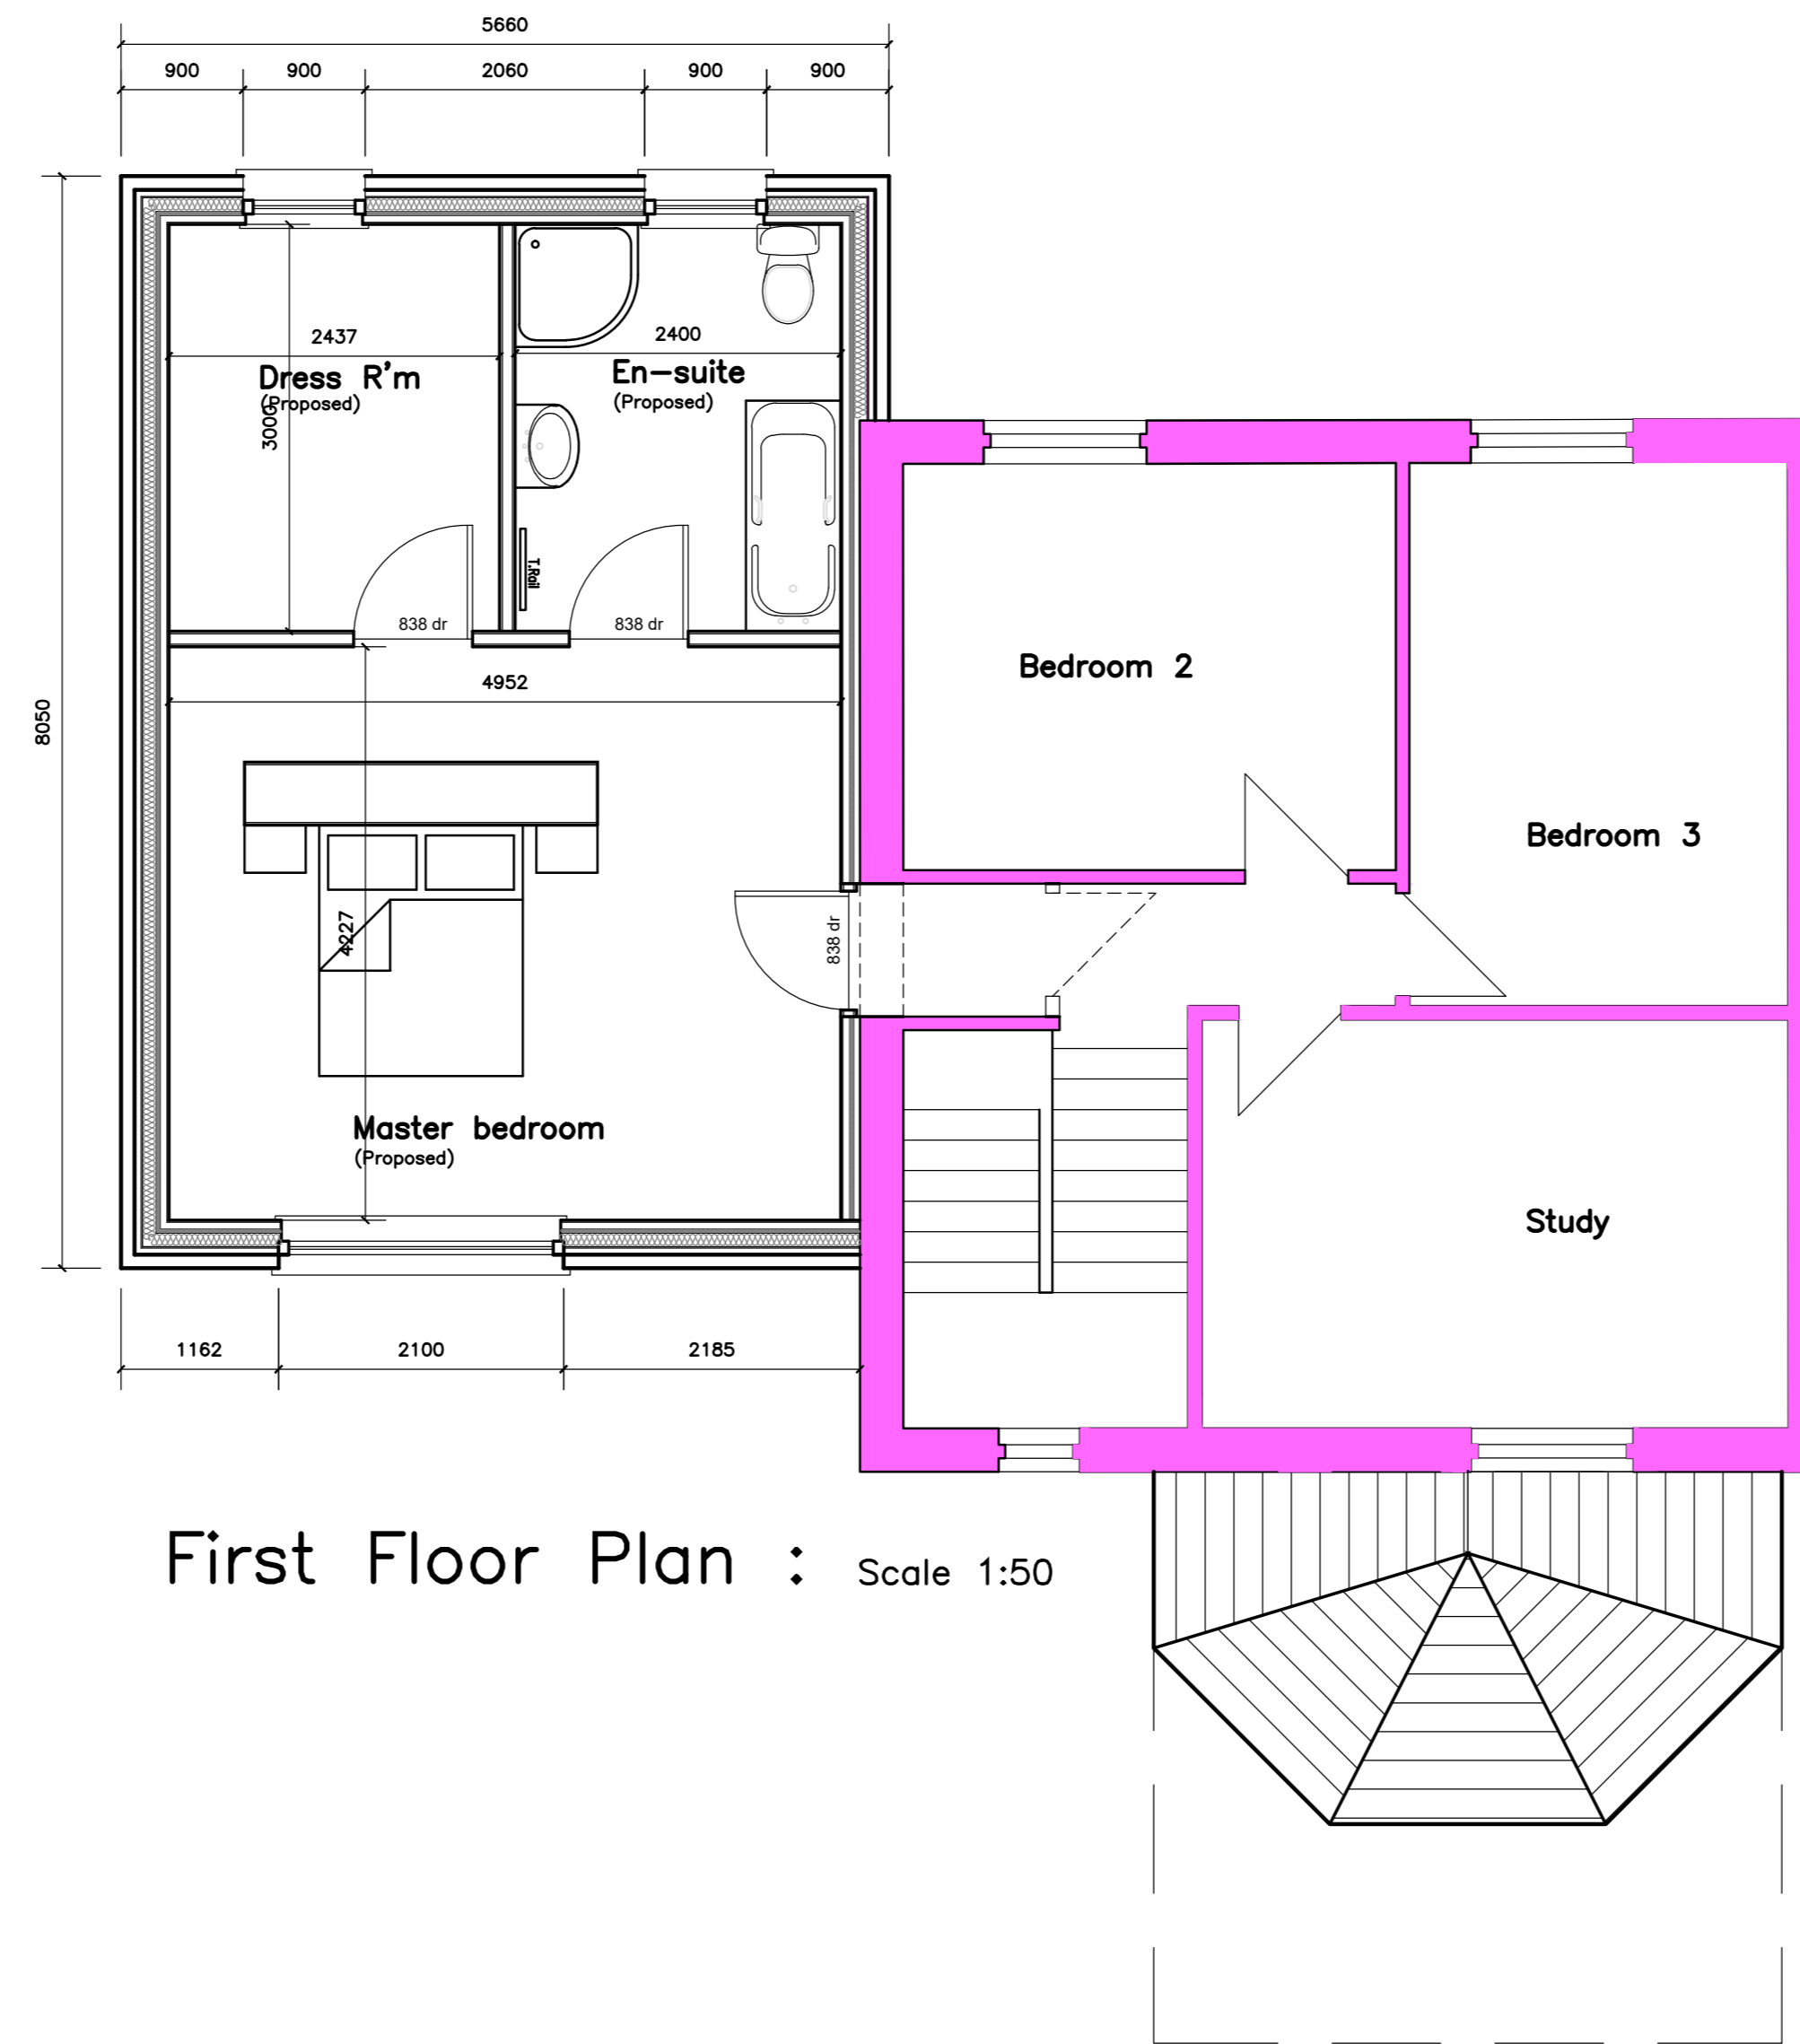 5660
900 900 2060 900 900
2437
2400
Dress R'm
(Proposed)
En-suite
(Proposed)
3000
T.Rail
838 dr
838 dr
Bedroom 2
4952
8050
Bedroom 3
4227
838 dr
Master bedroom
(Proposed)
Study
1162 2100 2185
First Floor Plan : Scale 1:50